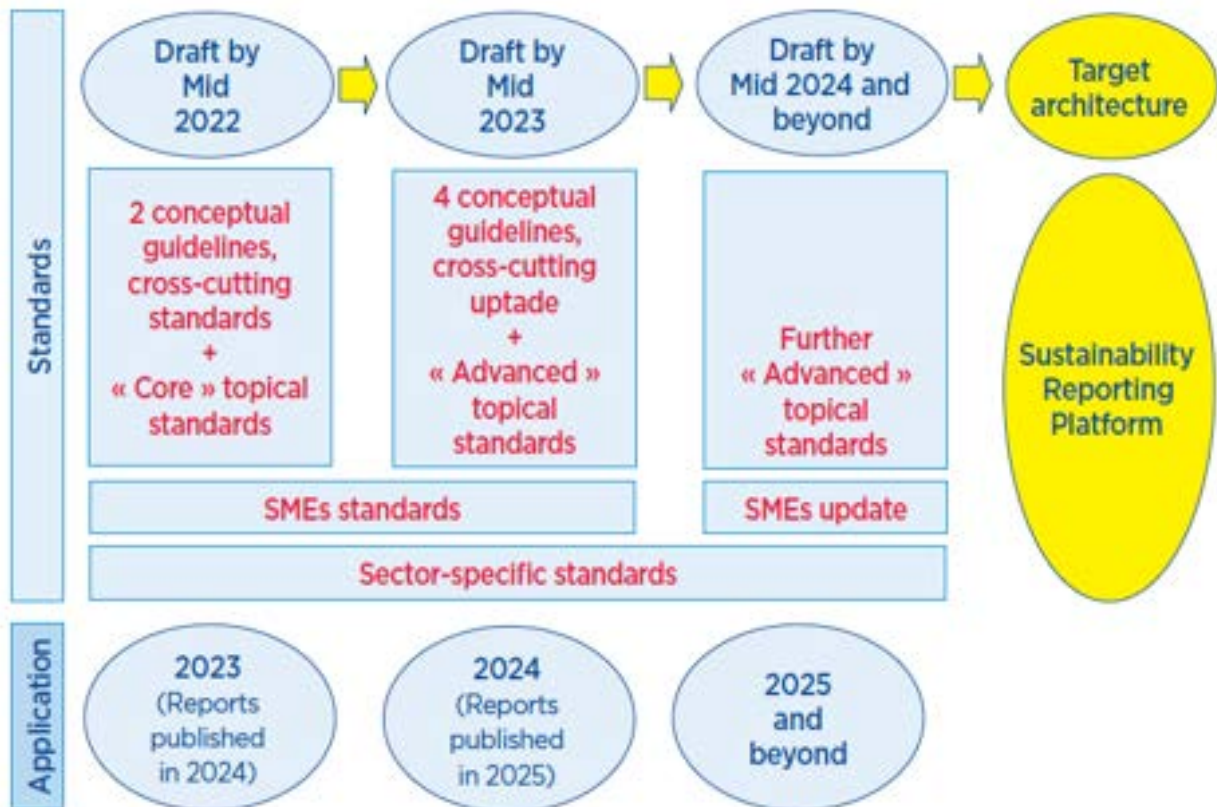 Standards
Draft by
Mid
2022
Draft by
Mid
2023
Draft by
Mid 2024 and
beyond
Target
architecture
2 conceptual
guidelines,
cross-cutting
standards
+
« Core » topical
standards
4 conceptual
guidelines,
cross-cutting
uptade
+
« Advanced »
topical
standards
Further
« Advanced »
topical
standards
Sustainability
Reporting
Platform
SMEs standards
SMEs update
Sector-specific standards
Application
2023
(Reports
published
in 2024)
2024
(Reports
published
in 2025)
2025
and
beyond